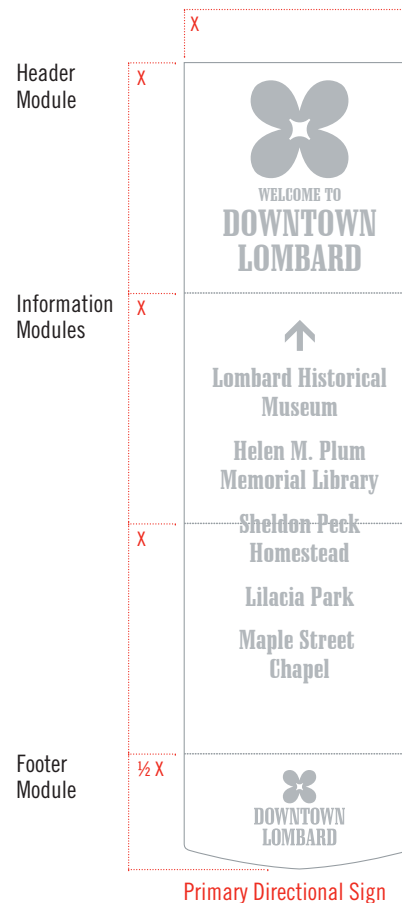 X
Header
Module
X
WELCOME TO
DOWNTOWN
LOMBARD
Information
Modules
X
Lombard Historical
Museum
Helen M. Plum
Memorial Library
Sheldon Peck
Homestead
X
Lilacia Park
Maple Street
Chapel
Footer
Module
½ X
DOWNTOWN
LOMBARD
Primary Directional Sign